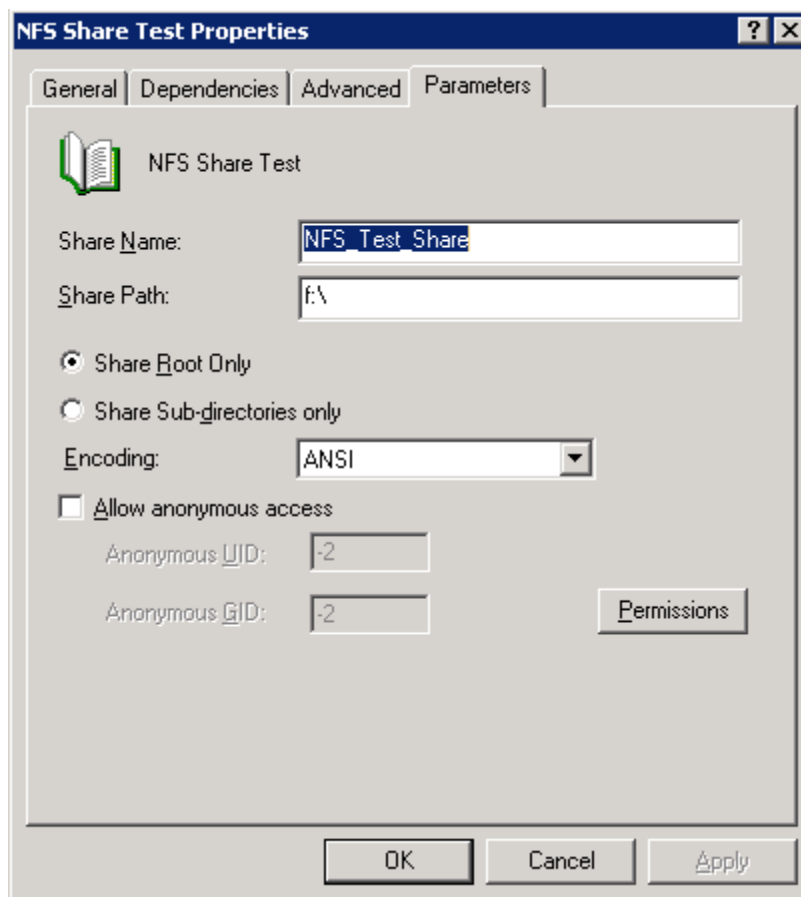 NFS Share Test Properties
General Dependencies Advanced Parameters
NFS Share Test
Share Name: NFS_Test_Share
Share Path: f:\
Share Root Only
Share Sub-directories only
Encoding: ANSI
Allow anonymous access
Anonymous UID: -2
Anonymous GID: -2
Permissions
OK Cancel Apply